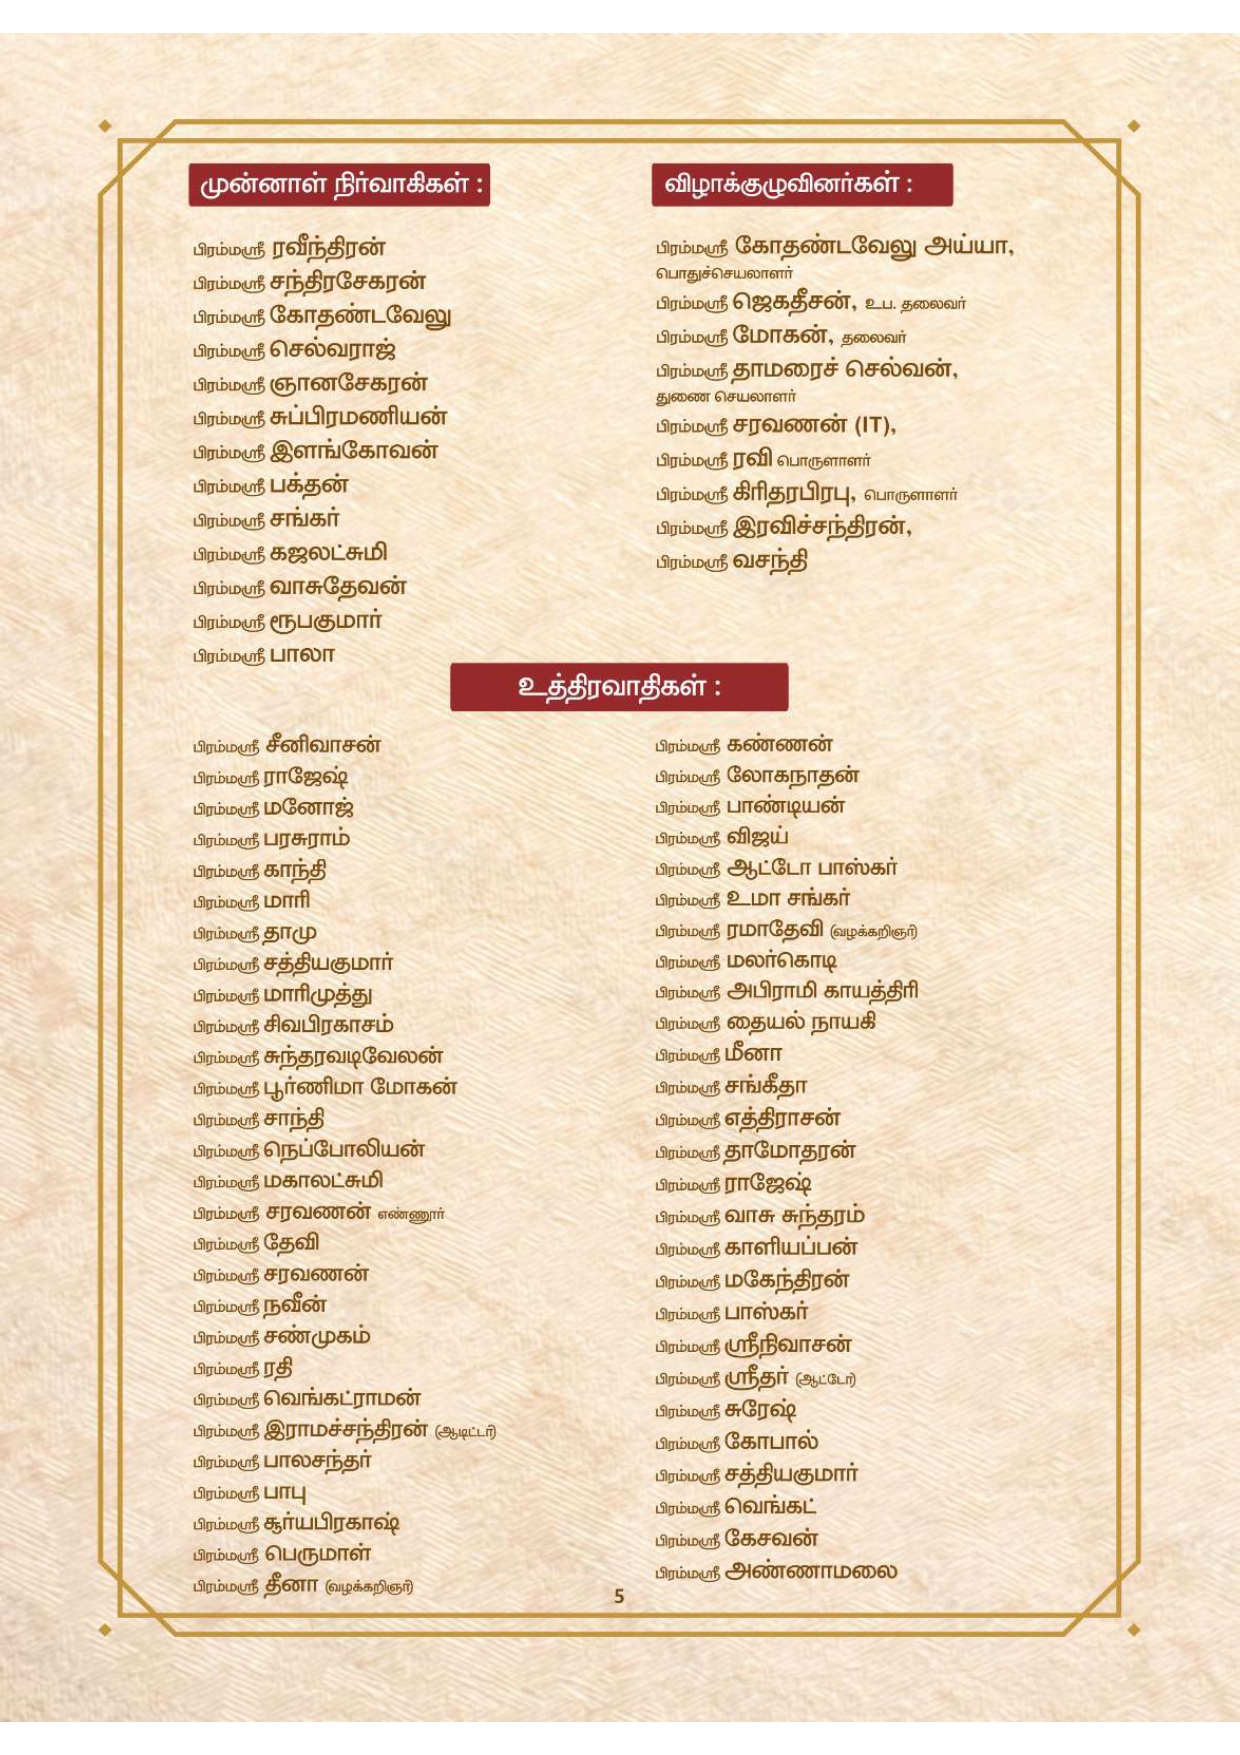 முன்னாள் நிர்வாகிகள் :
பிரம்மஸ்ரீ ரவீந்திரன்
பிரம்மஸ்ரீ சந்திரசேகரன்
பிரம்மஸ்ரீ கோதண்டவேலு
பிரம்மஸ்ரீ செல்வராஜ்
பிரம்மஸ்ரீ ஞானசேகரன்
பிரம்மஸ்ரீ சுப்பிரமணியன்
பிரம்மஸ்ரீ இளங்கோவன்
பிரம்மஸ்ரீ பக்தன்
பிரம்மஸ்ரீ சங்கர்
பிரம்மஸ்ரீ கஜலட்சுமி
பிரம்மஸ்ரீ வாசுதேவன்
பிரம்மஸ்ரீ ரூபகுமார்
பிரம்மஸ்ரீ பாலா
விழாக்குழுவினர்கள் :
பிரம்மஸ்ரீ கோதண்டவேலு அய்யா,
பொதுச்செயலாளர்
பிரம்மஸ்ரீ ஜெகதீசன், உப. தலைவர்
பிரம்மஸ்ரீ மோகன், தலைவர்
பிரம்மஸ்ரீ தாமரைச் செல்வன்,
துணை செயலாளர்
பிரம்மஸ்ரீ சரவணன் (IT),
பிரம்மஸ்ரீ ரவி பொருளாளர்
பிரம்மஸ்ரீ கிரிதரபிரபு, பொருளாளர்
பிரம்மஸ்ரீ இரவிச்சந்திரன்,
பிரம்மஸ்ரீ வசந்தி
உத்திரவாதிகள் :
பிரம்மஸ்ரீ சீனிவாசன்
பிரம்மஸ்ரீ ராஜேஷ்
பிரம்மஸ்ரீ மனோஜ்
பிரம்மஸ்ரீ பரசுராம்
பிரம்மஸ்ரீ காந்தி
பிரம்மஸ்ரீ மாரி
பிரம்மஸ்ரீ தாமு
பிரம்மஸ்ரீ சத்தியகுமார்
பிரம்மஸ்ரீ மாரிமுத்து
பிரம்மஸ்ரீ சிவபிரகாசம்
பிரம்மஸ்ரீ சுந்தரவடிவேலன்
பிரம்மஸ்ரீ பூர்ணிமா மோகன்
பிரம்மஸ்ரீ சாந்தி
பிரம்மஸ்ரீ நெப்போலியன்
பிரம்மஸ்ரீ மகாலட்சுமி
பிரம்மஸ்ரீ சரவணன் எண்ணூர்
பிரம்மஸ்ரீ தேவி
பிரம்மஸ்ரீ சரவணன்
பிரம்மஸ்ரீ நவீன்
பிரம்மஸ்ரீ சண்முகம்
பிரம்மஸ்ரீ ரதி
பிரம்மஸ்ரீ வெங்கட்ராமன்
பிரம்மஸ்ரீ இராமச்சந்திரன் (ஆடிட்டர்)
பிரம்மஸ்ரீ பாலசந்தர்
பிரம்மஸ்ரீ பாபு
பிரம்மஸ்ரீ சூர்யபிரகாஷ்
பிரம்மஸ்ரீ பெருமாள்
பிரம்மஸ்ரீ தீனா (வழக்கறிஞர்)
பிரம்மஸ்ரீ கண்ணன்
பிரம்மஸ்ரீ லோகநாதன்
பிரம்மஸ்ரீ பாண்டியன்
பிரம்மஸ்ரீ விஜய்
பிரம்மஸ்ரீ ஆட்டோ பாஸ்கர்
பிரம்மஸ்ரீ உமா சங்கர்
பிரம்மஸ்ரீ ரமாதேவி (வழக்கறிஞர்)
பிரம்மஸ்ரீ மலர்கொடி
பிரம்மஸ்ரீ அபிராமி காயத்திரி
பிரம்மஸ்ரீ தையல் நாயகி
பிரம்மஸ்ரீ மீனா
பிரம்மஸ்ரீ சங்கீதா
பிரம்மஸ்ரீ எத்திராசன்
பிரம்மஸ்ரீ தாமோதரன்
பிரம்மஸ்ரீ ராஜேஷ்
பிரம்மஸ்ரீ வாசு சுந்தரம்
பிரம்மஸ்ரீ காளியப்பன்
பிரம்மஸ்ரீ மகேந்திரன்
பிரம்மஸ்ரீ பாஸ்கர்
பிரம்மஸ்ரீ ஸ்ரீநிவாசன்
பிரம்மஸ்ரீ ஸ்ரீதர் (ஆட்டோ)
பிரம்மஸ்ரீ சுரேஷ்
பிரம்மஸ்ரீ கோபால்
பிரம்மஸ்ரீ சத்தியகுமார்
பிரம்மஸ்ரீ வெங்கட்
பிரம்மஸ்ரீ கேசவன்
பிரம்மஸ்ரீ அண்ணாமலை
5